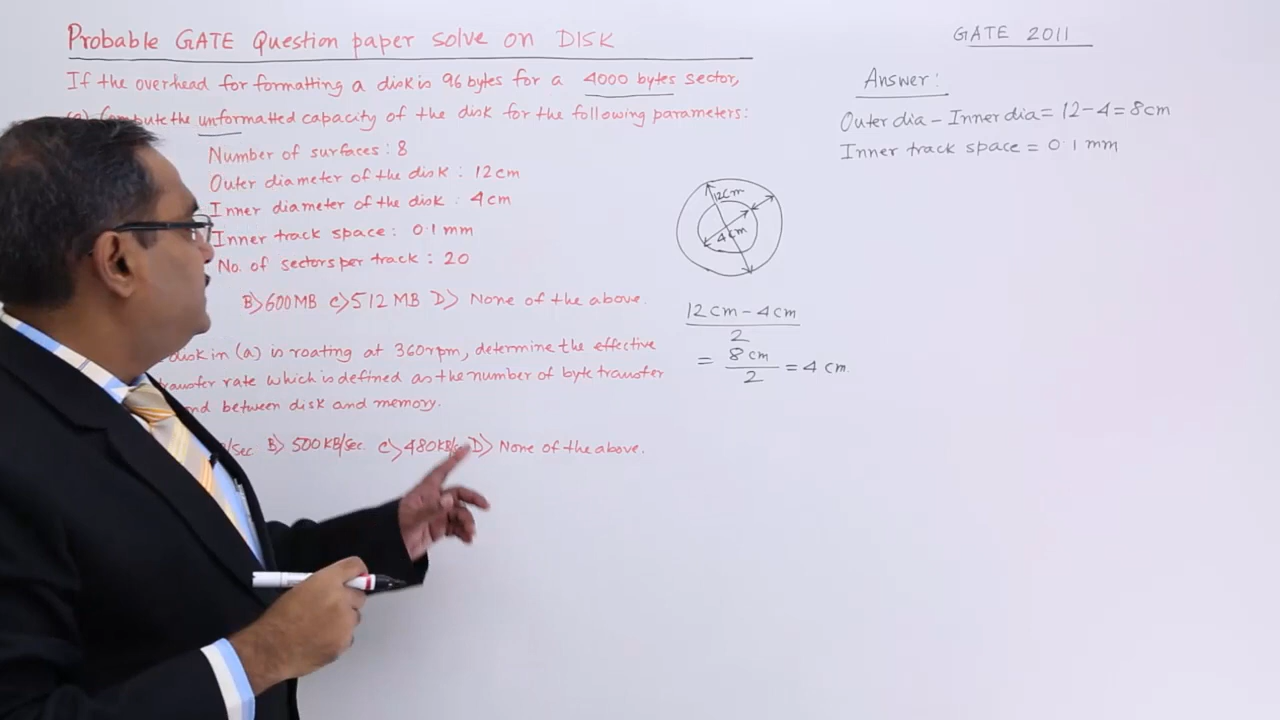 Probable GATE Question paper solve on DISK
If the overhead for formatting a disk is 96 bytes for a 4000 bytes sector,
the unformatted capacity of the disk for the following parameters:
Number of surfaces : 8
Outer diameter of the disk : 12 cm
Inner diameter of the disk : 4 cm
Inner track space : 0.1 mm
No. of sectors per track : 20
B> 600 MB C> 512 MB D> None of the above.
disk in (a) is roating at 360 rpm, determine the effective
transfer rate which is defined as the number of byte transfer
between disk and memory.
/sec B> 500 KB/sec. C> 480 KB/s D> None of the above.
12cm
4cm
12 cm - 4 cm
2
= 8 cm
2
= 4 cm.
GATE 2011
Answer :
Outer dia - Inner dia = 12 - 4 = 8 cm
Inner track space = 0.1 mm